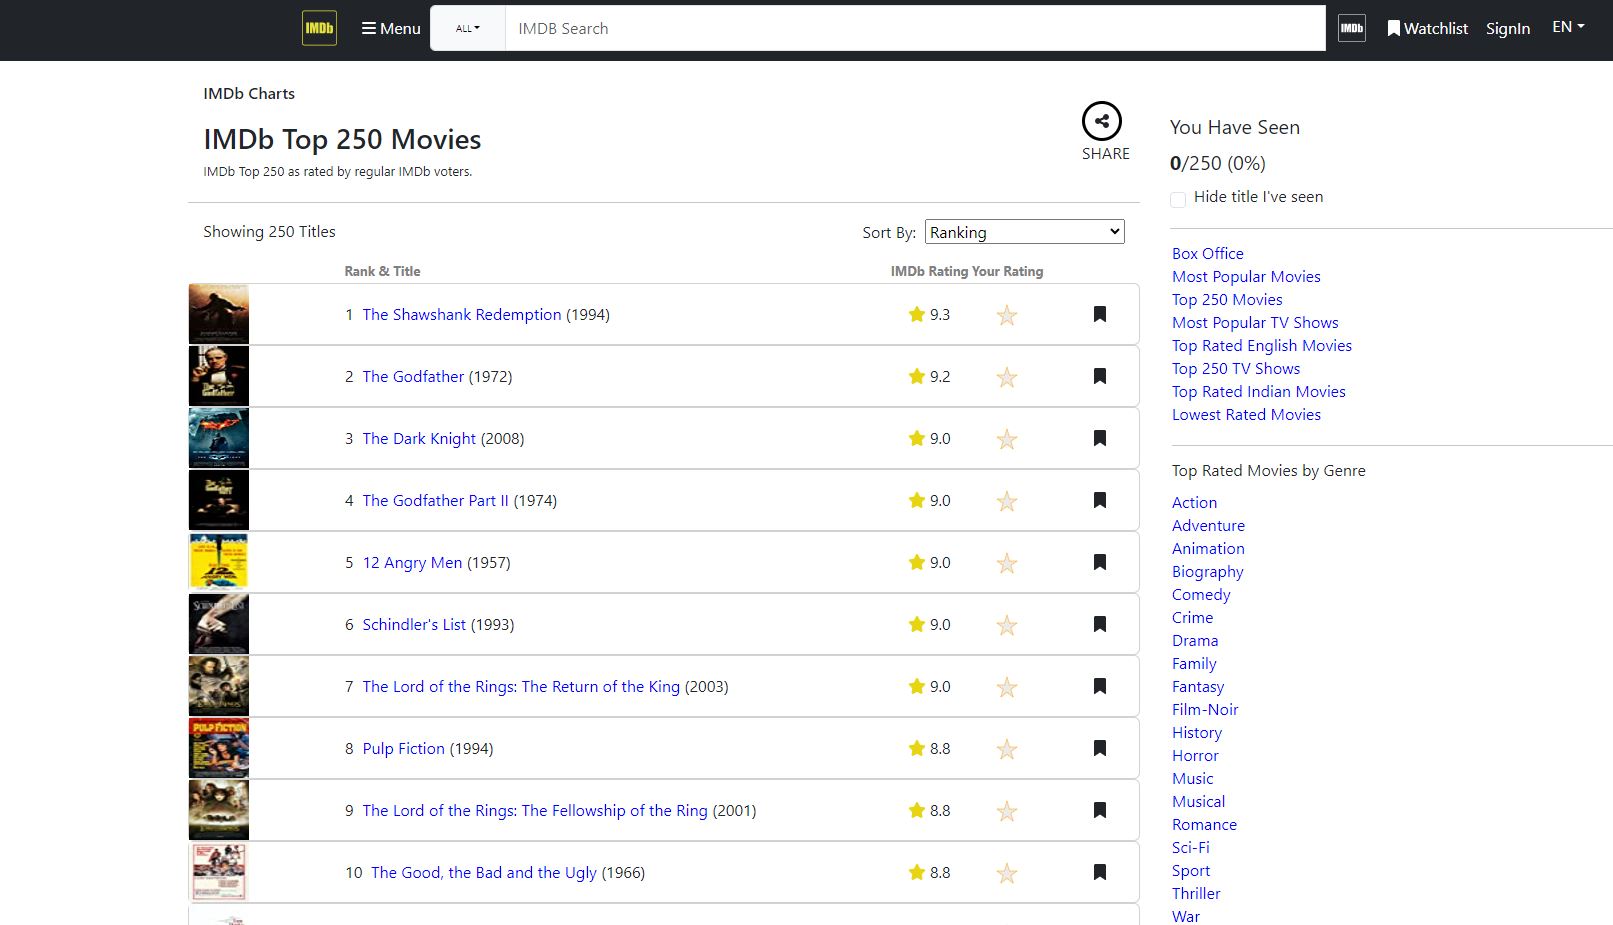 IMDb Menu ALL IMDB Search IMDb Watchlist SignIn EN
IMDb Charts
IMDb Top 250 Movies
IMDb Top 250 as rated by regular IMDb voters.
SHARE
Showing 250 Titles
Sort By: Ranking
Rank & Title IMDb Rating Your Rating
1 The Shawshank Redemption (1994) 9.3
2 The Godfather (1972) 9.2
3 The Dark Knight (2008) 9.0
4 The Godfather Part II (1974) 9.0
5 12 Angry Men (1957) 9.0
6 Schindler's List (1993) 9.0
7 The Lord of the Rings: The Return of the King (2003) 9.0
PULP FICTION
8 Pulp Fiction (1994) 8.8
9 The Lord of the Rings: The Fellowship of the Ring (2001) 8.8
10 The Good, the Bad and the Ugly (1966) 8.8
You Have Seen
0/250 (0%)
Hide title I've seen
Box Office
Most Popular Movies
Top 250 Movies
Most Popular TV Shows
Top Rated English Movies
Top 250 TV Shows
Top Rated Indian Movies
Lowest Rated Movies
Top Rated Movies by Genre
Action
Adventure
Animation
Biography
Comedy
Crime
Drama
Family
Fantasy
Film-Noir
History
Horror
Music
Musical
Romance
Sci-Fi
Sport
Thriller
War